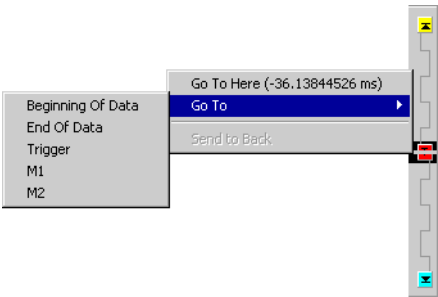 Go To Here (-36.13844526 ms)
Go To
Send to Back
Beginning Of Data
End Of Data
Trigger
M1
M2